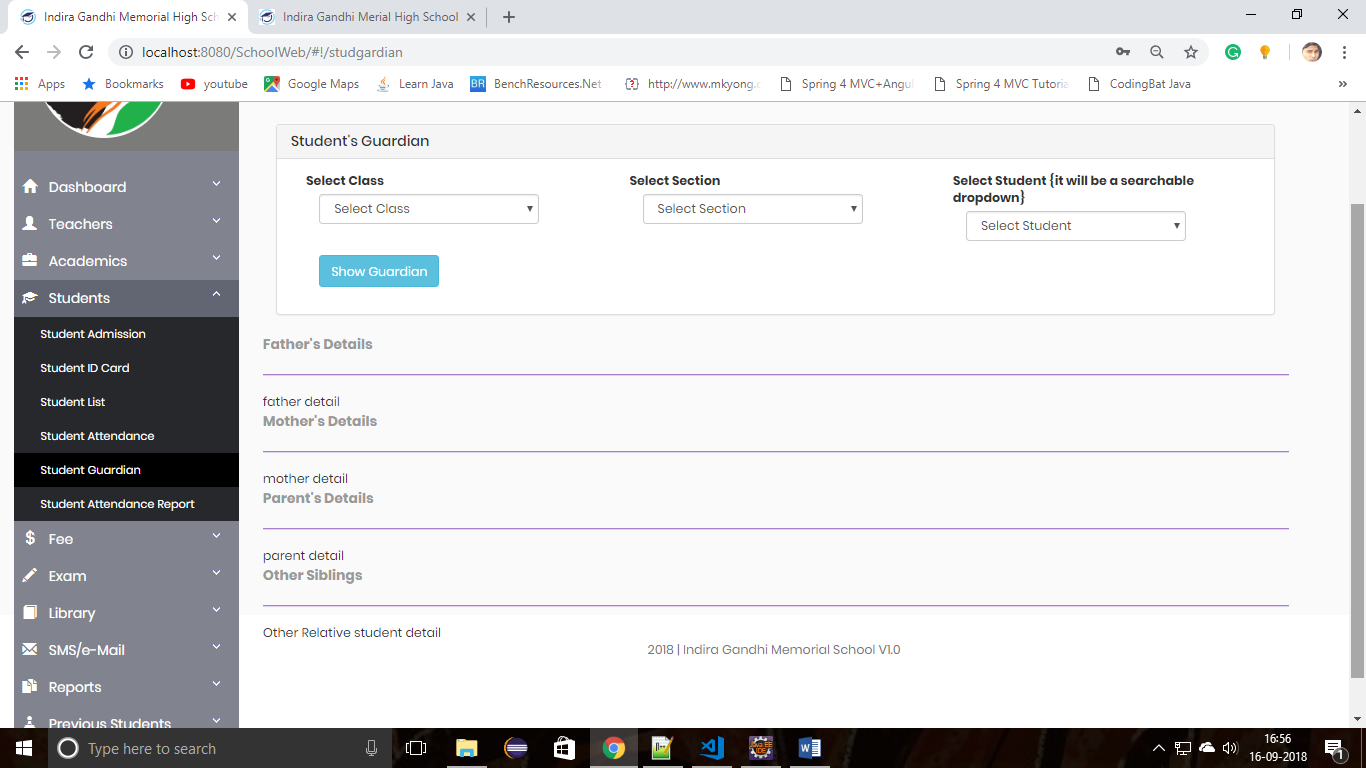 Indira Gandhi Memorial High Sch
Indira Gandhi Merial High School
localhost:8080/SchoolWeb/#!/studgardian
Apps
Bookmarks
youtube
Google Maps
Learn Java
BR
BenchResources.Net
http://www.mkyong.c
Spring 4 MVC+Angul
Spring 4 MVC Tutoria
CodingBat Java
Dashboard
Teachers
Academics
Students
Student Admission
Student ID Card
Student List
Student Attendance
Student Guardian
Student Attendance Report
Fee
Exam
Library
SMS/e-Mail
Reports
Previous Students
Student's Guardian
Select Class
Select Class
Select Section
Select Section
Select Student {it will be a searchable
dropdown}
Select Student
Show Guardian
Father's Details
father detail
Mother's Details
mother detail
Parent's Details
parent detail
Other Siblings
Other Relative student detail
2018 | Indira Gandhi Memorial School V1.0
Type here to search
16:56
16-09-2018
1